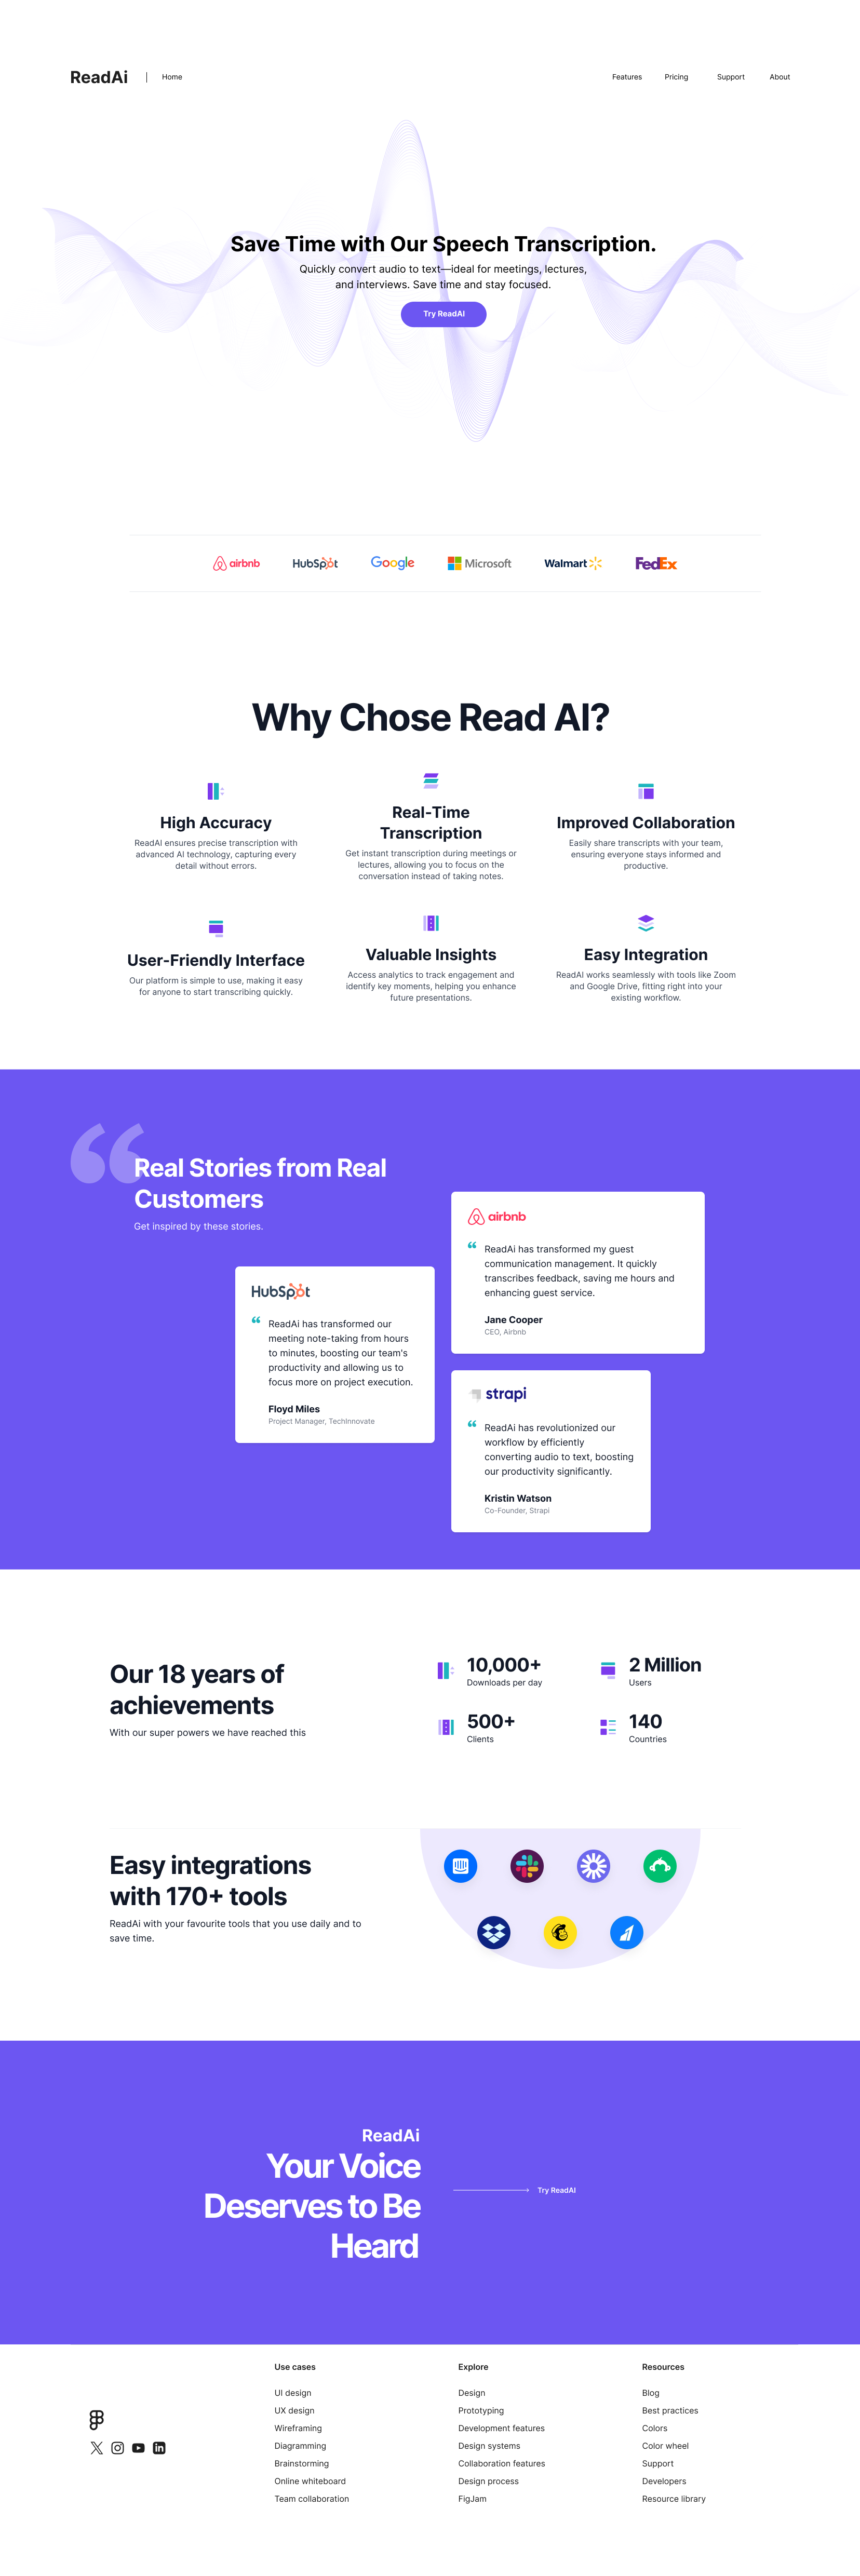 ReadAi
Home
Features
Pricing
Support
About
Save Time with Our Speech Transcription.
Quickly convert audio to text—ideal for meetings, lectures,
and interviews. Save time and stay focused.
Try ReadAI
airbnb
HubSpot
Google
Microsoft
Walmart
FedEx
Why Chose Read AI?
High Accuracy
ReadAI ensures precise transcription with
advanced AI technology, capturing every
detail without errors.
Real-Time
Transcription
Get instant transcription during meetings or
lectures, allowing you to focus on the
conversation instead of taking notes.
Improved Collaboration
Easily share transcripts with your team,
ensuring everyone stays informed and
productive.
User-Friendly Interface
Our platform is simple to use, making it easy
for anyone to start transcribing quickly.
Valuable Insights
Access analytics to track engagement and
identify key moments, helping you enhance
future presentations.
Easy Integration
ReadAI works seamlessly with tools like Zoom
and Google Drive, fitting right into your
existing workflow.
“
Real Stories from Real
Customers
Get inspired by these stories.
HubSpot
“
ReadAi has transformed our
meeting note-taking from hours
to minutes, boosting our team's
productivity and allowing us to
focus more on project execution.
Floyd Miles
Project Manager, TechInnovate
airbnb
“
ReadAi has transformed my guest
communication management. It quickly
transcribes feedback, saving me hours and
enhancing guest service.
Jane Cooper
CEO, Airbnb
strapi
“
ReadAi has revolutionized our
workflow by efficiently
converting audio to text, boosting
our productivity significantly.
Kristin Watson
Co-Founder, Strapi
Our 18 years of
achievements
With our super powers we have reached this
10,000+
Downloads per day
2 Million
Users
500+
Clients
140
Countries
Easy integrations
with 170+ tools
ReadAi with your favourite tools that you use daily and to
save time.
ReadAi
Your Voice
Deserves to Be
Heard
Try ReadAI
Use cases
UI design
UX design
Wireframing
Diagramming
Brainstorming
Online whiteboard
Team collaboration
Explore
Design
Prototyping
Development features
Design systems
Collaboration features
Design process
FigJam
Resources
Blog
Best practices
Colors
Color wheel
Support
Developers
Resource library